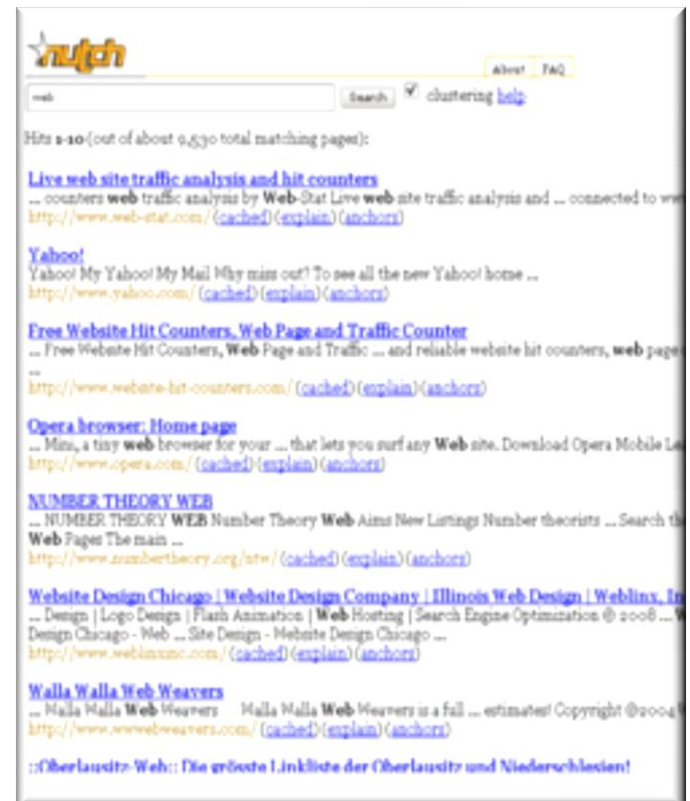 nutch
About FAQ
web Search clustering help
Hits 1-10 (out of about 9,530 total matching pages):
Live web site traffic analysis and hit counters
... counters web traffic analysis by Web-Stat Live web site traffic analysis and ... connected to ww
http://www.web-stat.com/ (cached) (explain) (anchors)
Yahoo!
Yahoo! My Yahoo! My Mail Why miss out? To see all the new Yahoo! home ...
http://www.yahoo.com/ (cached) (explain) (anchors)
Free Website Hit Counters, Web Page and Traffic Counter
... Free Website Hit Counters, Web Page and Traffic ... and reliable website hit counters, web page
...
http://www.website-hit-counters.com/ (cached) (explain) (anchors)
Opera browser: Home page
... Mini, a tiny web browser for your ... that lets you surf any Web site. Download Opera Mobile Le
http://www.opera.com/ (cached) (explain) (anchors)
NUMBER THEORY WEB
... NUMBER THEORY WEB Number Theory Web Aims New Listings Number theorists ... Search th
Web Pages The main ...
http://www.numbertheory.org/ntw/ (cached) (explain) (anchors)
Website Design Chicago | Website Design Company | Illinois Web Design | Weblinx, In
... Design | Logo Design | Flash Animation | Web Hosting | Search Engine Optimization © 2008 ... W
Design Chicago - Web ... Site Design - Website Design Chicago ...
http://www.weblinxinc.com/ (cached) (explain) (anchors)
Walla Walla Web Weavers
... Walla Walla Web Weavers Walla Walla Web Weavers is a full ... estimates! Copyright ©2004 W
http://www.wwwebweavers.com/ (cached) (explain) (anchors)
::Oberlausitz-Web:: Die grösste Linkliste der Oberlausitz und Niederschlesien!